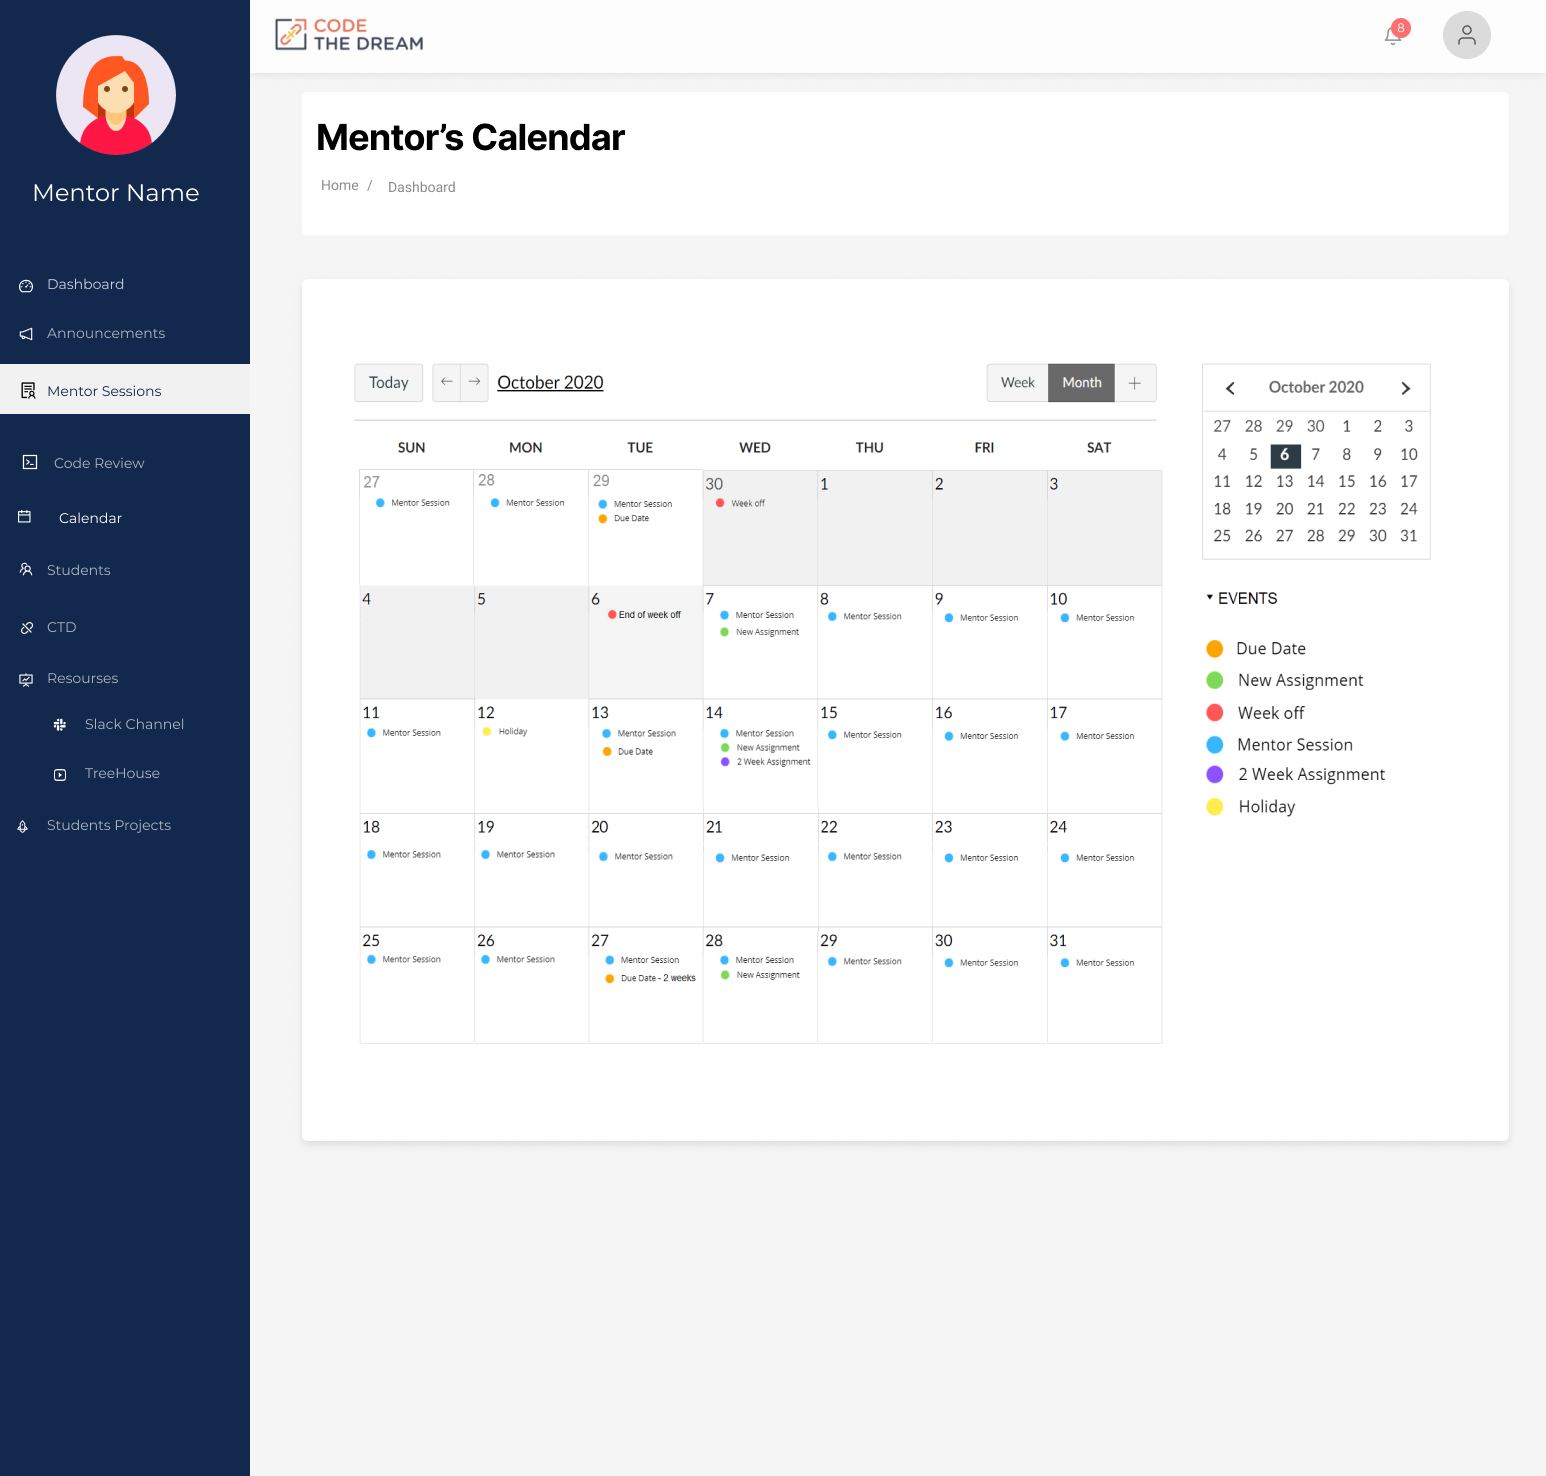 CODE
THE DREAM
8
Mentor Name
Dashboard
Announcements
Mentor Sessions
Code Review
Calendar
Students
CTD
Resourses
Slack Channel
TreeHouse
Students Projects
Mentor’s Calendar
Home / Dashboard
Today ← → October 2020 Week Month +
SUN MON TUE WED THU FRI SAT
27 28 29 30 1 2 3
Mentor Session Mentor Session Mentor Session Week off
Due Date
4 5 6 7 8 9 10
End of week off Mentor Session Mentor Session Mentor Session Mentor Session
New Assignment
11 12 13 14 15 16 17
Mentor Session Holiday Mentor Session Mentor Session Mentor Session Mentor Session Mentor Session
Due Date New Assignment
2 Week Assignment
18 19 20 21 22 23 24
Mentor Session Mentor Session Mentor Session Mentor Session Mentor Session Mentor Session Mentor Session
25 26 27 28 29 30 31
Mentor Session Mentor Session Mentor Session Mentor Session Mentor Session Mentor Session Mentor Session
Due Date - 2 weeks New Assignment
< October 2020 >
27 28 29 30 1 2 3
4 5 6 7 8 9 10
11 12 13 14 15 16 17
18 19 20 21 22 23 24
25 26 27 28 29 30 31
EVENTS
Due Date
New Assignment
Week off
Mentor Session
2 Week Assignment
Holiday